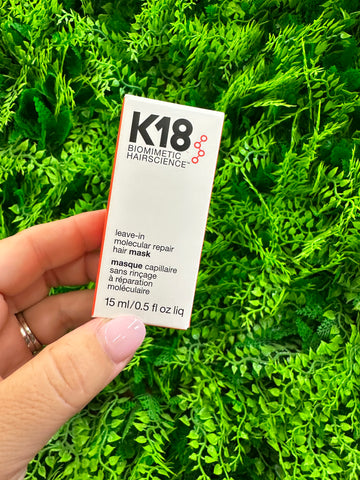 K18
BIOMIMETIC
HAIRSCIENCE™
leave-in
molecular repair
hair mask
masque capillaire
sans rinçage
à réparation
moléculaire
15 ml/0.5 fl oz liq